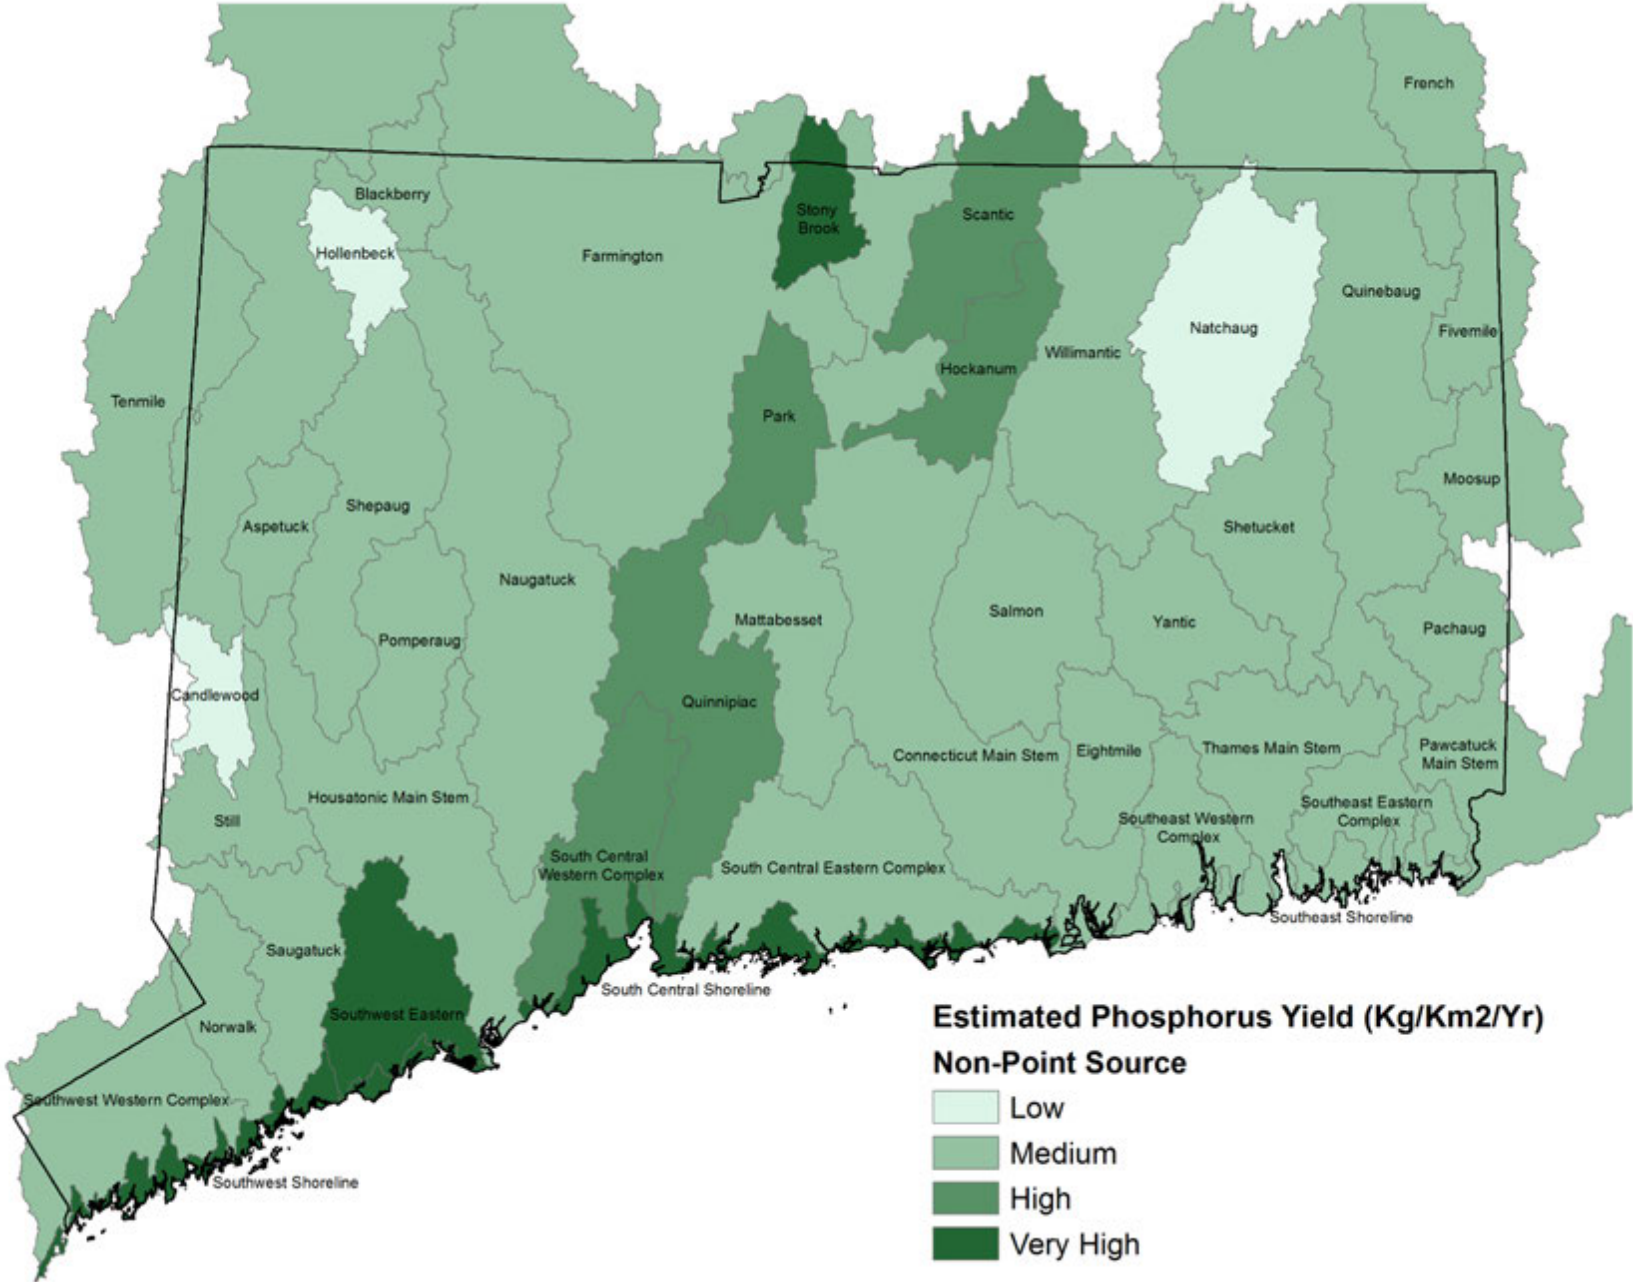 French
Blackberry
Stony
Brook
Scantic
Hollenbeck
Farmington
Quinebaug
Natchaug
Fivemile
Willimantic
Hockanum
Tenmile
Park
Moosup
Shepaug
Aspetuck
Shetucket
Naugatuck
Salmon
Mattabesset
Yantic
Pachaug
Pomperaug
Candlewood
Quinnipiac
Connecticut Main Stem
Eightmile
Thames Main Stem
Pawcatuck
Main Stem
Housatonic Main Stem
Still
Southeast Western
Complex
Southeast Eastern
Complex
South Central
Western Complex
South Central Eastern Complex
Southeast Shoreline
Saugatuck
South Central Shoreline
Southwest Eastern
Norwalk
Southwest Western Complex
Southwest Shoreline
Estimated Phosphorus Yield (Kg/Km2/Yr)
Non-Point Source
Low
Medium
High
Very High